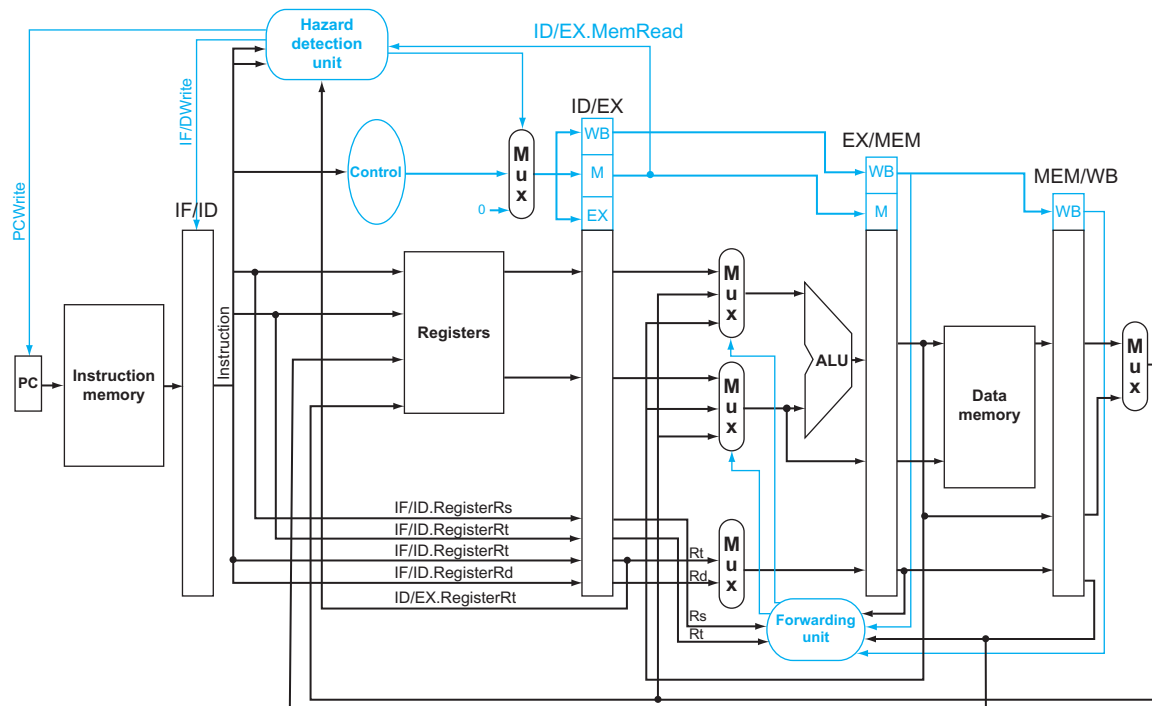 Hazard
detection
unit
ID/EX.MemRead
ID/EX
IF/DWrite
PCWrite
Control
M
u
x
0
WB
M
EX
EX/MEM
WB
M
MEM/WB
WB
IF/ID
Instruction
PC
Instruction
memory
Registers
M
u
x
M
u
x
ALU
Data
memory
M
u
x
IF/ID.RegisterRs
IF/ID.RegisterRt
IF/ID.RegisterRt
IF/ID.RegisterRd
ID/EX.RegisterRt
Rt
Rd
M
u
x
Rs
Rt
Forwarding
unit